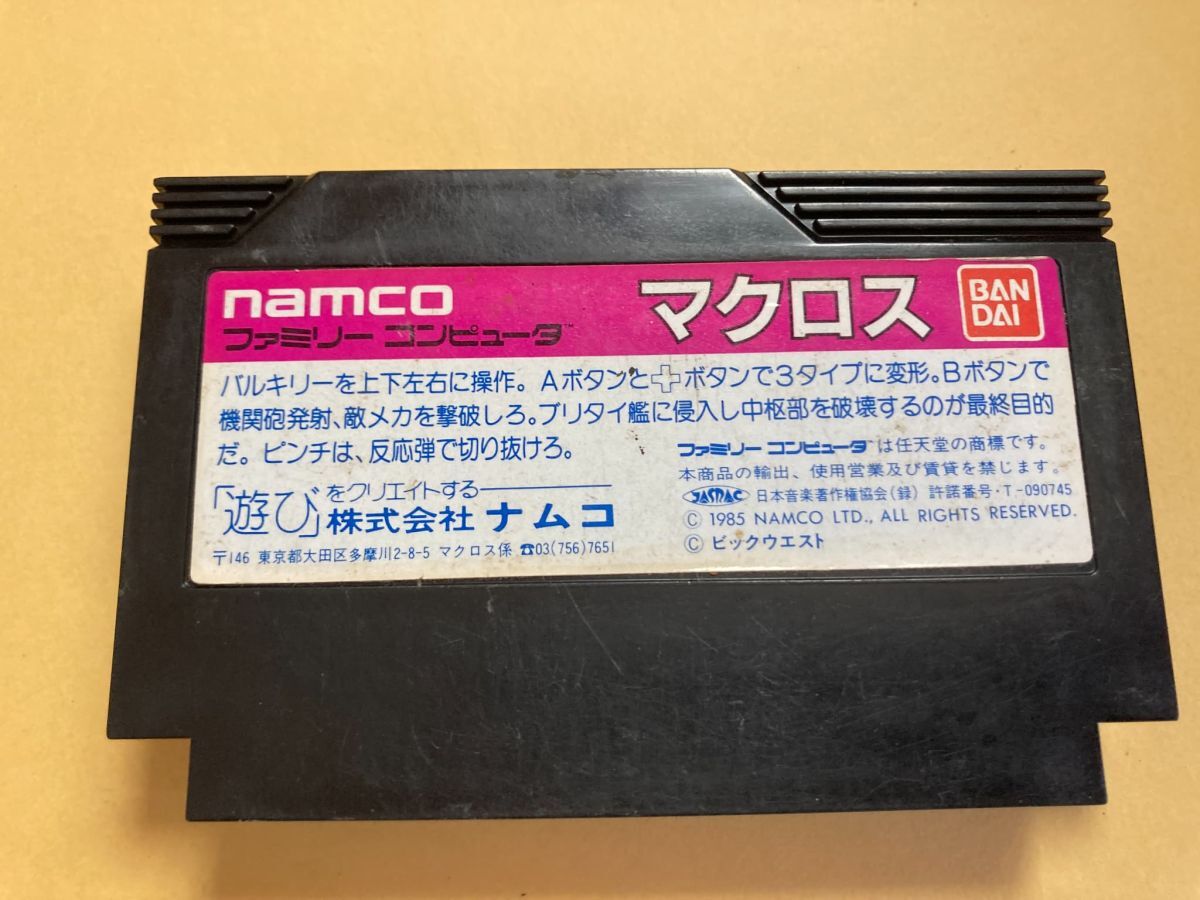 namco
マクロス
BAN
DAI
ファミリー コンピュータ™
バルキリーを上下左右に操作。Aボタンと✚ボタンで3タイプに変形。Bボタンで
機関砲発射、敵メカを撃破しろ。ブリタイ艦に侵入し中枢部を破壊するのが最終目的
だ。ピンチは、反応弾で切り抜けろ。
「遊び」をクリエイトする――
株式会社 ナムコ
〒146 東京都大田区多摩川2-8-5 マクロス係 ☎03(756)7651
ファミリー コンピュータ™は任天堂の商標です。
本商品の輸出、使用営業及び賃貸を禁じます。
JASRAC 日本音楽著作権協会(録) 許諾番号・T-090745
© 1985 NAMCO LTD., ALL RIGHTS RESERVED.
© ビックウエスト